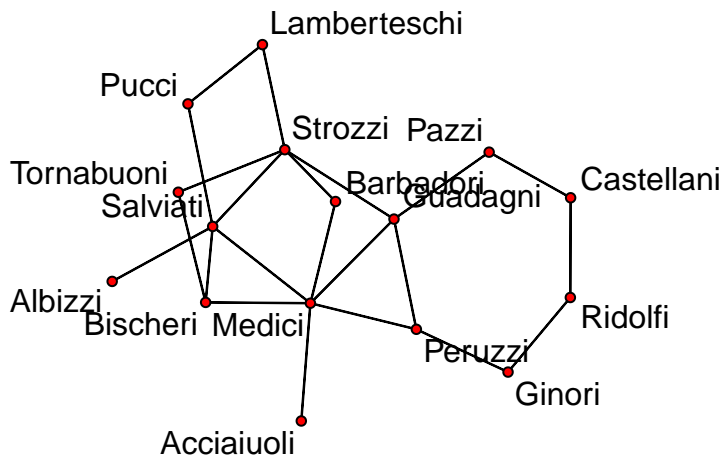 Lamberteschi
Pucci
Strozzi
Pazzi
Tornabuoni
Barbadori
Castellani
Salviati
Guadagni
Albizzi
Bischeri
Medici
Ridolfi
Peruzzi
Ginori
Acciaiuoli